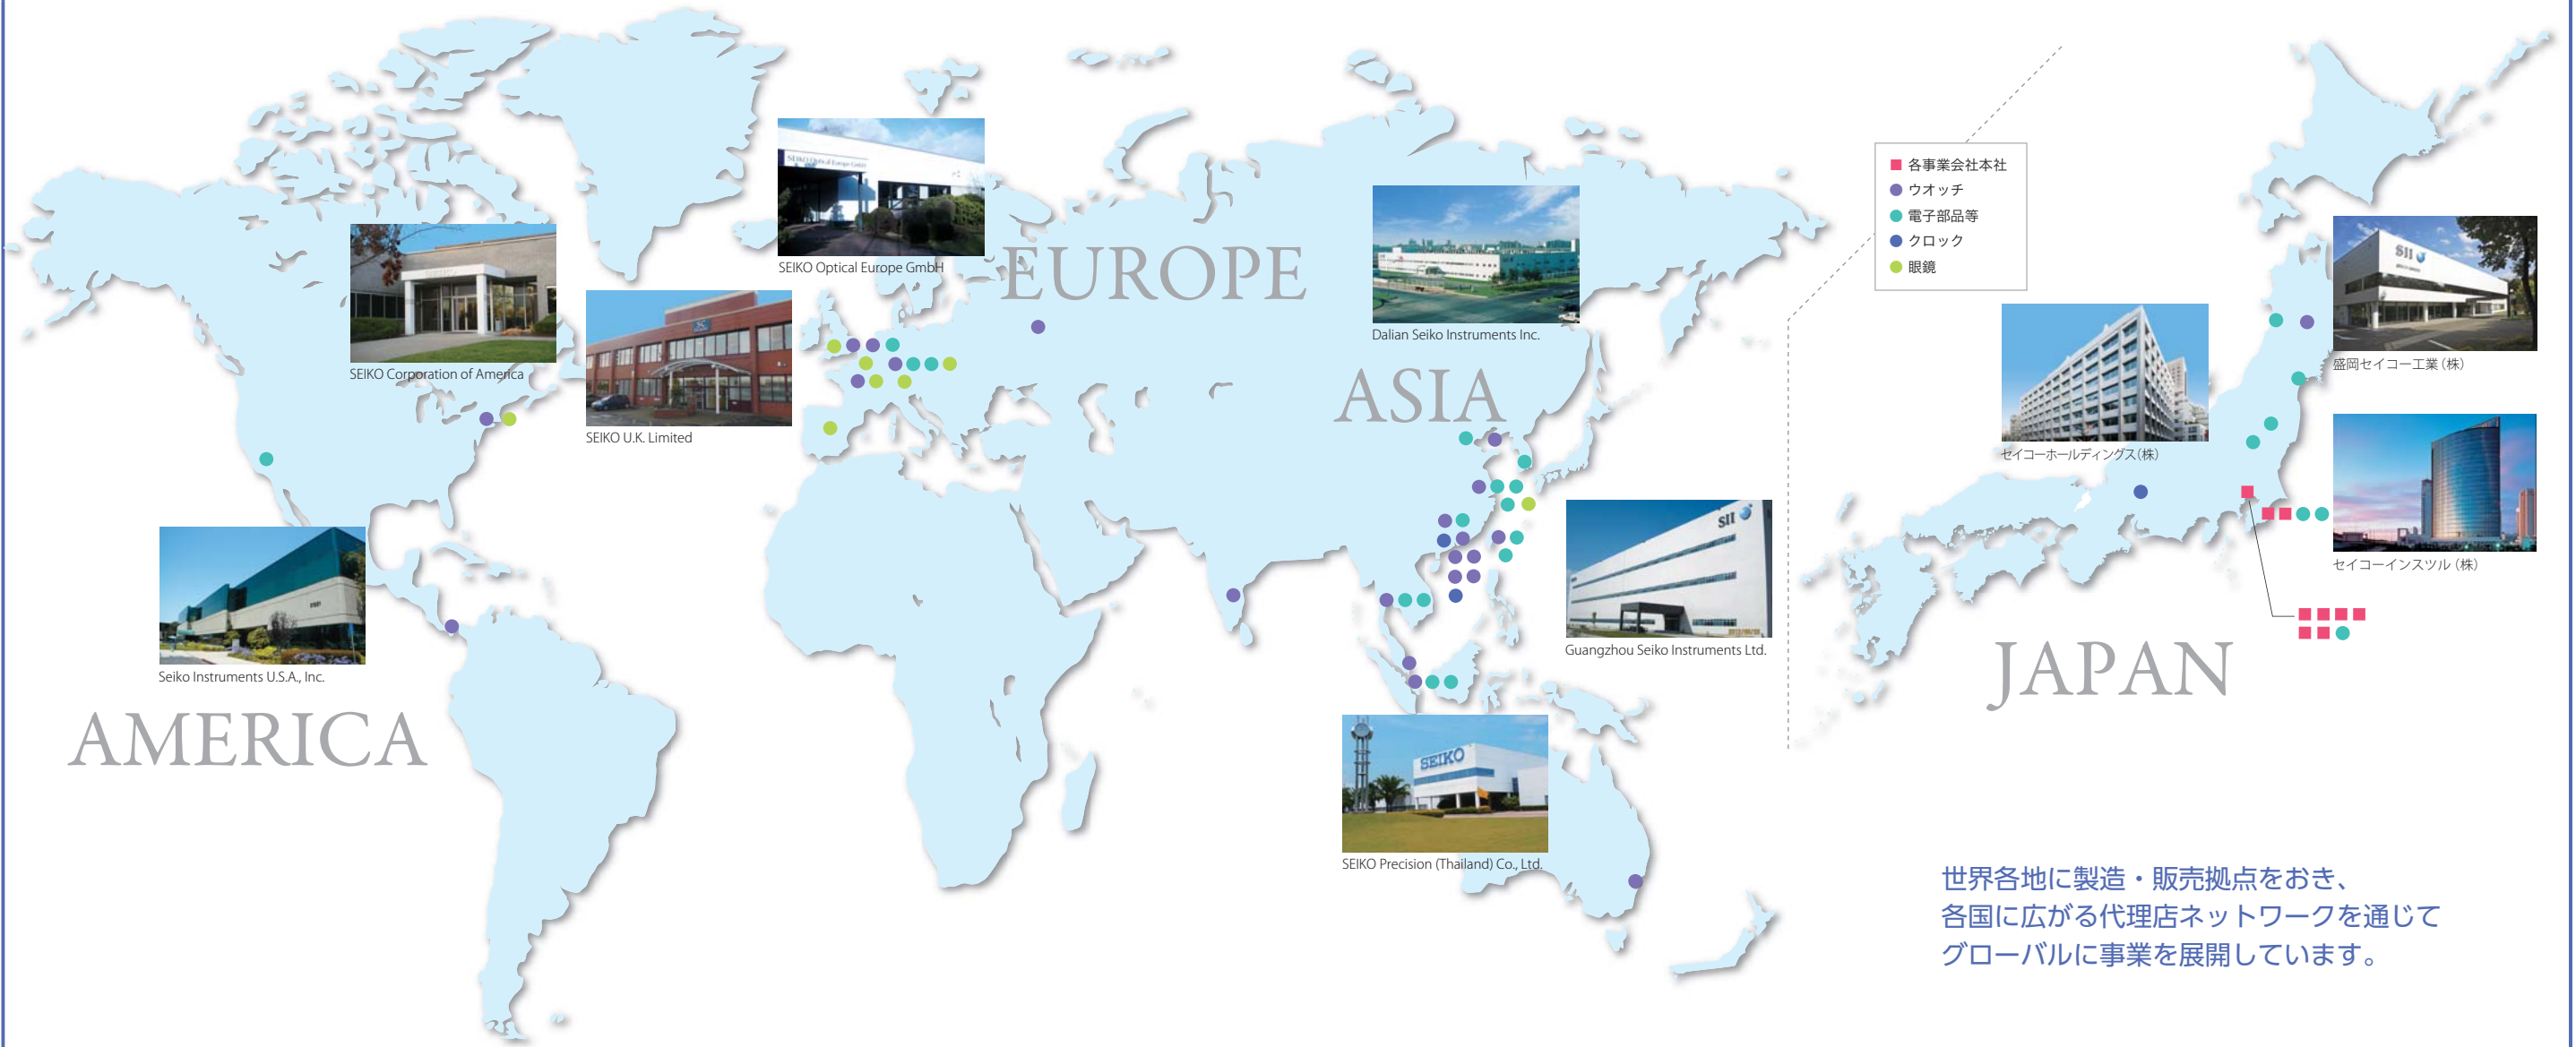 各事業会社本社
ウオッチ
電子部品等
クロック
眼鏡
SEIKO Optical Europe GmbH
EUROPE
Dalian Seiko Instruments Inc.
SEIKO Corporation of America
SEIKO U.K. Limited
ASIA
SII
盛岡セイコー工業(株)
セイコーホールディングス(株)
セイコーインスツル(株)
SII
Guangzhou Seiko Instruments Ltd.
Seiko Instruments U.S.A., Inc.
AMERICA
JAPAN
SEIKO
SEIKO Precision (Thailand) Co., Ltd.
世界各地に製造・販売拠点をおき、
各国に広がる代理店ネットワークを通じて
グローバルに事業を展開しています。